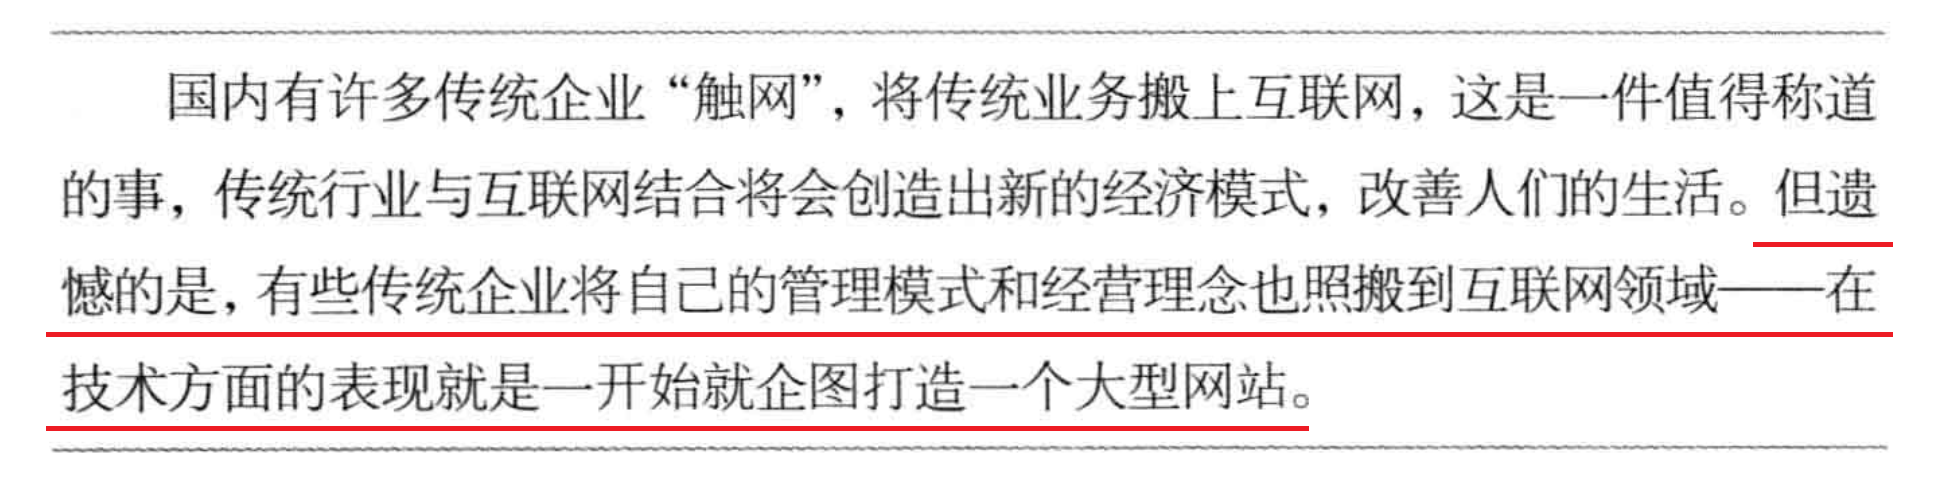 国内有许多传统企业“触网”，将传统业务搬上互联网，这是一件值得称道
的事，传统行业与互联网结合将会创造出新的经济模式，改善人们的生活。但遗
憾的是，有些传统企业将自己的管理模式和经营理念也照搬到互联网领域——在
技术方面的表现就是一开始就企图打造一个大型网站。